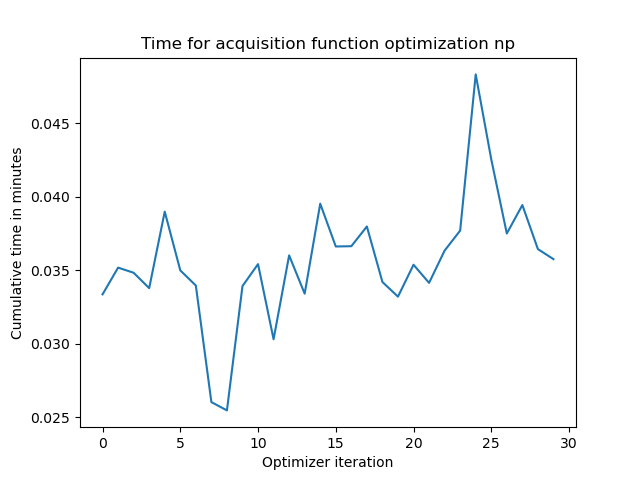 Time for acquisition function optimization np
Cumulative time in minutes
0.045
0.040
0.035
0.030
0.025
0 5 10 15 20 25 30
Optimizer iteration